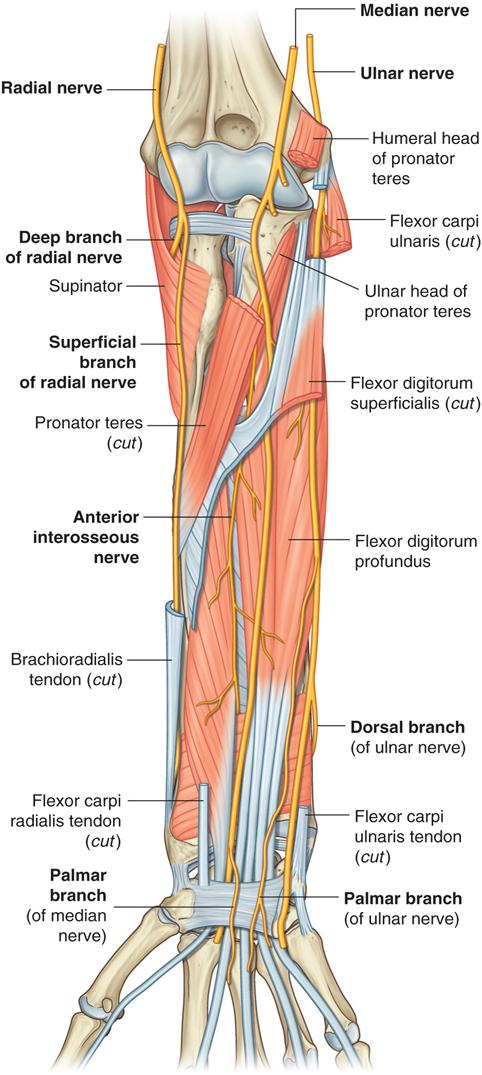 Median nerve
Ulnar nerve
Radial nerve
Humeral head
of pronator
teres
Flexor carpi
ulnaris (cut)
Deep branch
of radial nerve
Supinator
Ulnar head of
pronator teres
Superficial
branch
of radial nerve
Flexor digitorum
superficialis (cut)
Pronator teres
(cut)
Anterior
interosseous
nerve
Flexor digitorum
profundus
Brachioradialis
tendon (cut)
Dorsal branch
(of ulnar nerve)
Flexor carpi
radialis tendon
(cut)
Flexor carpi
ulnaris tendon
(cut)
Palmar
branch
(of median
nerve)
Palmar branch
(of ulnar nerve)